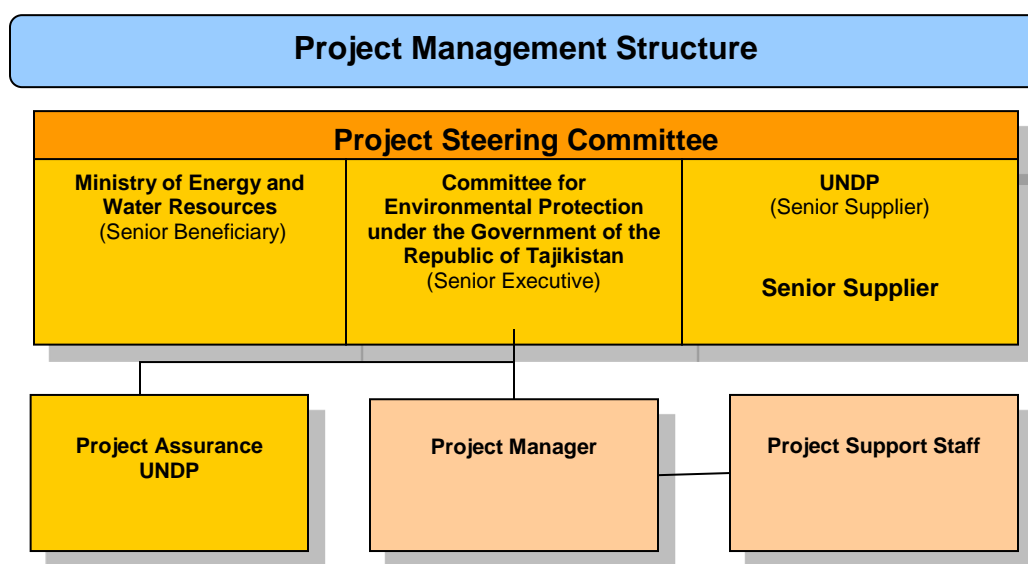 Project Management Structure
Project Steering Committee
Ministry of Energy and
Water Resources
(Senior Beneficiary)
Committee for
Environmental Protection
under the Government of the
Republic of Tajikistan
(Senior Executive)
UNDP
(Senior Supplier)
Senior Supplier
Project Assurance
UNDP
Project Manager
Project Support Staff